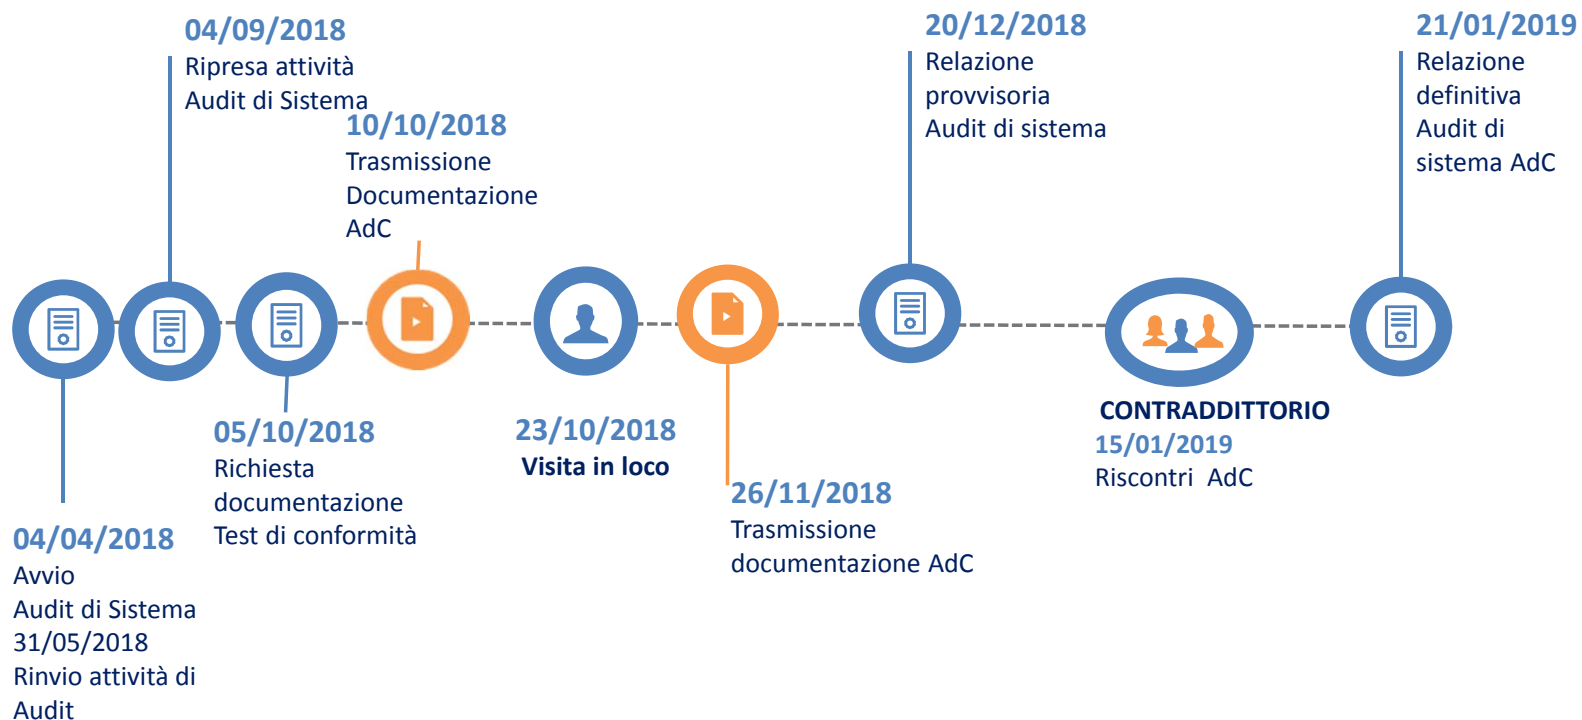 04/09/2018
Ripresa attività
Audit di Sistema
10/10/2018
Trasmissione
Documentazione
AdC
20/12/2018
Relazione
provvisoria
Audit di sistema
21/01/2019
Relazione
definitiva
Audit di
sistema AdC
04/04/2018
Avvio
Audit di Sistema
31/05/2018
Rinvio attività di
Audit
05/10/2018
Richiesta
documentazione
Test di conformità
23/10/2018
Visita in loco
26/11/2018
Trasmissione
documentazione AdC
CONTRADDITTORIO
15/01/2019
Riscontri AdC